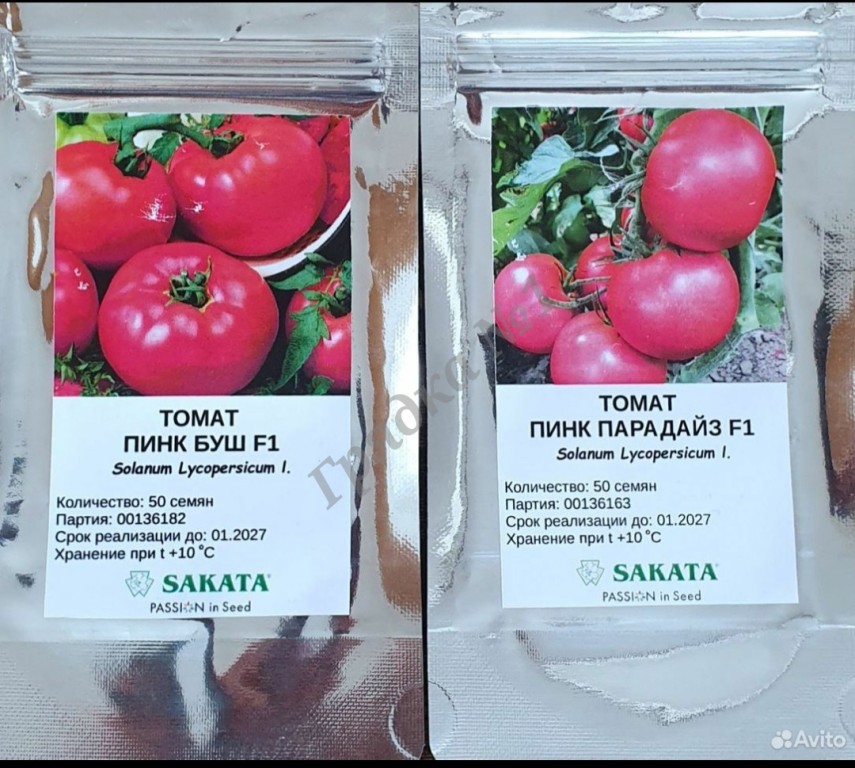 ТОМАТ
ПИНК БУШ F1
Solanum Lycopersicum l.
Количество: 50 семян
Партия: 00136182
Срок реализации до: 01.2027
Хранение при t +10 °C
SAKATA
PASSION in Seed
ТОМАТ
ПИНК ПАРАДАЙЗ F1
Solanum Lycopersicum l.
Количество: 50 семян
Партия: 00136163
Срок реализации до: 01.2027
Хранение при t +10 °C
SAKATA
PASSION in Seed
Грядка №1
Avito